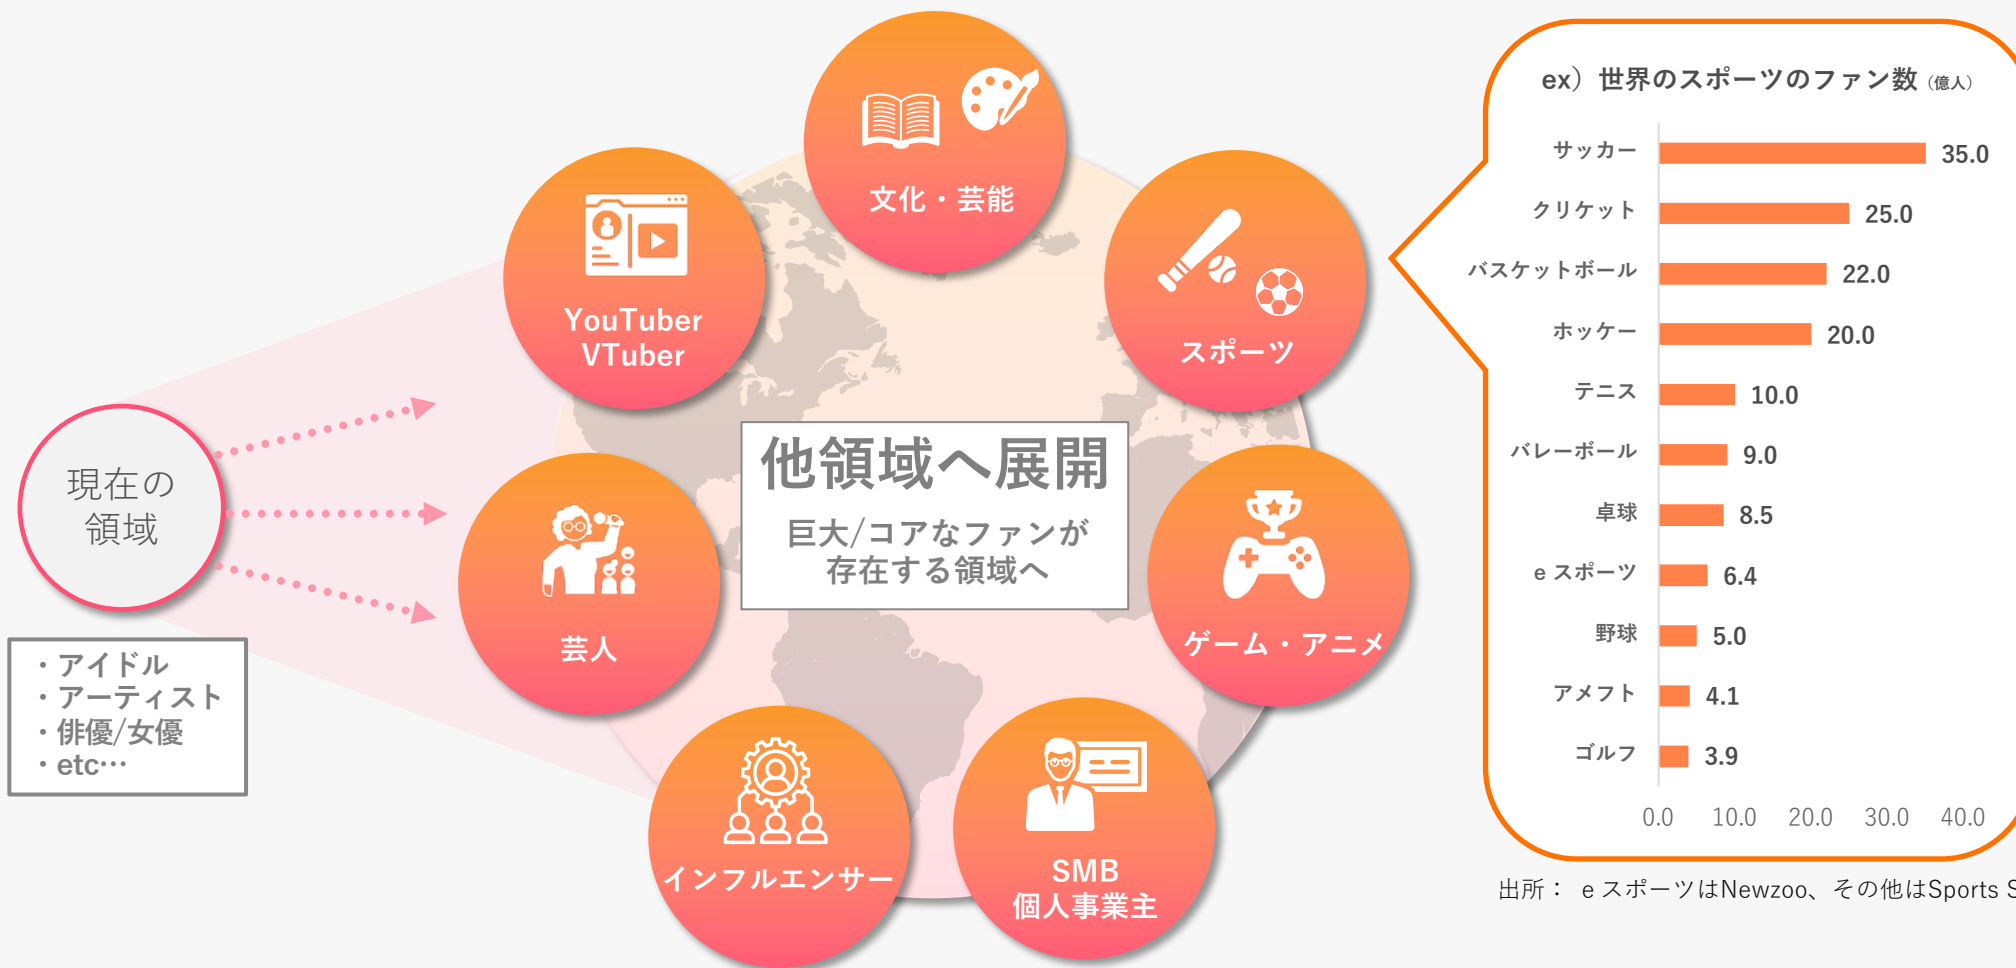 現在の
領域
・アイドル
・アーティスト
・俳優/女優
・etc…
文化・芸能
YouTuber
VTuber
スポーツ
芸人
ゲーム・アニメ
インフルエンサー
SMB
個人事業主
他領域へ展開
巨大/コアなファンが
存在する領域へ
ex）世界のスポーツのファン数（億人）
サッカー 35.0
クリケット 25.0
バスケットボール 22.0
ホッケー 20.0
テニス 10.0
バレーボール 9.0
卓球 8.5
eスポーツ 6.4
野球 5.0
アメフト 4.1
ゴルフ 3.9
0.0 10.0 20.0 30.0 40.0
出所： eスポーツはNewzoo、その他はSports S